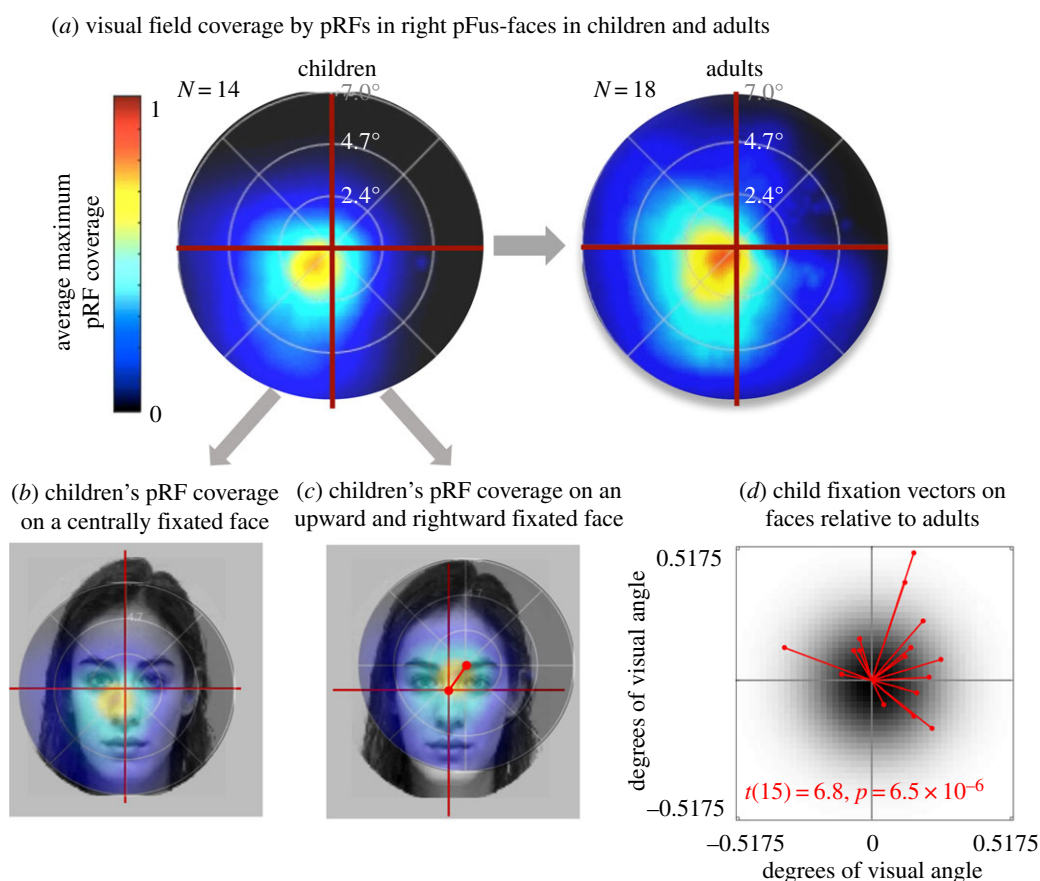 (a) visual field coverage by pRFs in right pFus-faces in children and adults
children
adults
N = 14
N = 18
7.0°
4.7°
2.4°
7.0°
4.7°
2.4°
1
0
average maximum
pRF coverage
(b) children's pRF coverage
on a centrally fixated face
(c) children's pRF coverage on an
upward and rightward fixated face
(d) child fixation vectors on
faces relative to adults
4.7
4.7
0.5175
–0.5175
degrees of visual angle
t(15) = 6.8, p = 6.5 × 10⁻⁶
–0.5175
0
0.5175
degrees of visual angle